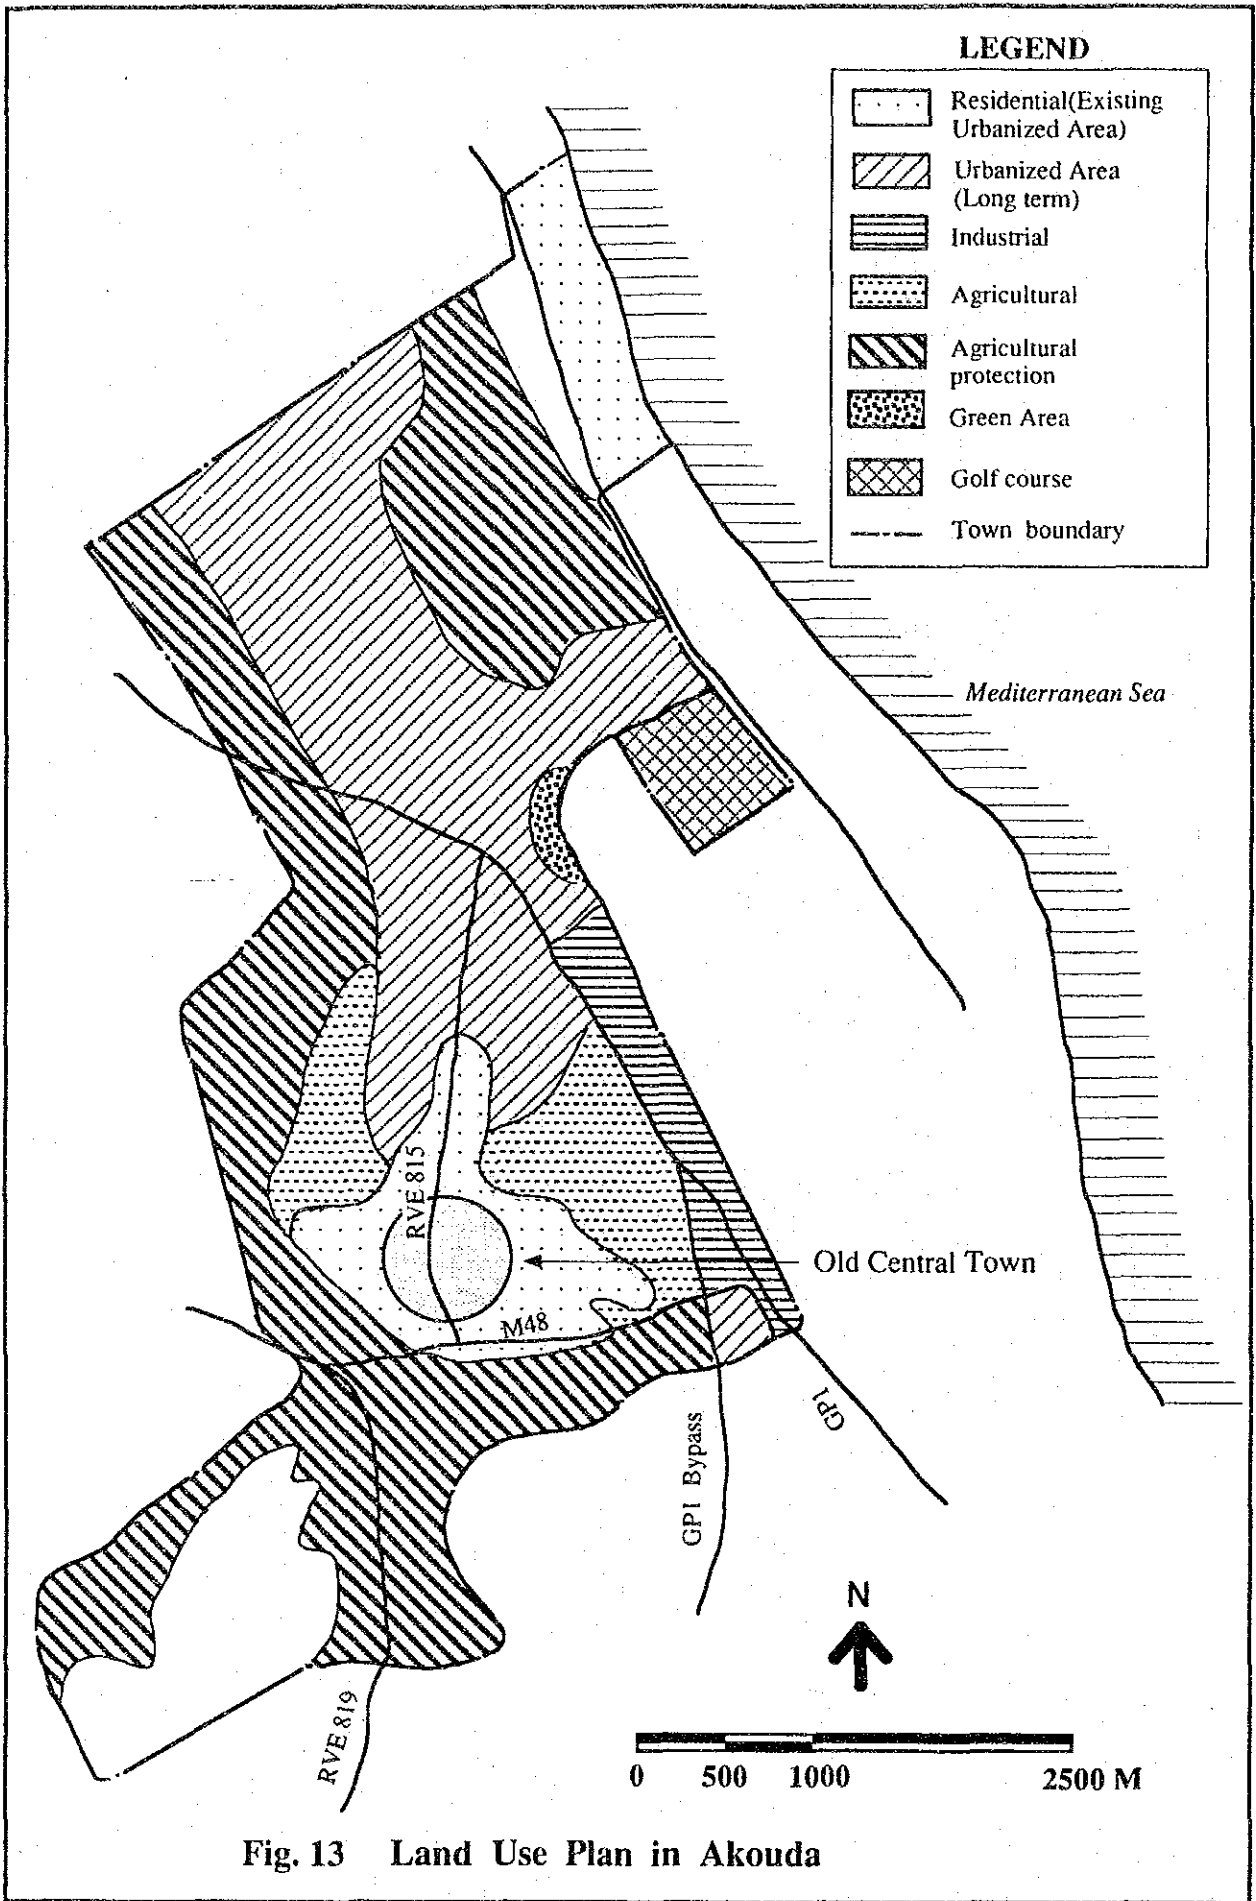 LEGEND
Residential(Existing
Urbanized Area)
Urbanized Area
(Long term)
Industrial
Agricultural
Agricultural
protection
Green Area
Golf course
Town boundary
Mediterranean Sea
RVE 815
Old Central Town
M48
GP1
GP1 Bypass
N
RVE 819
0 500 1000 2500 M
Fig. 13 Land Use Plan in Akouda